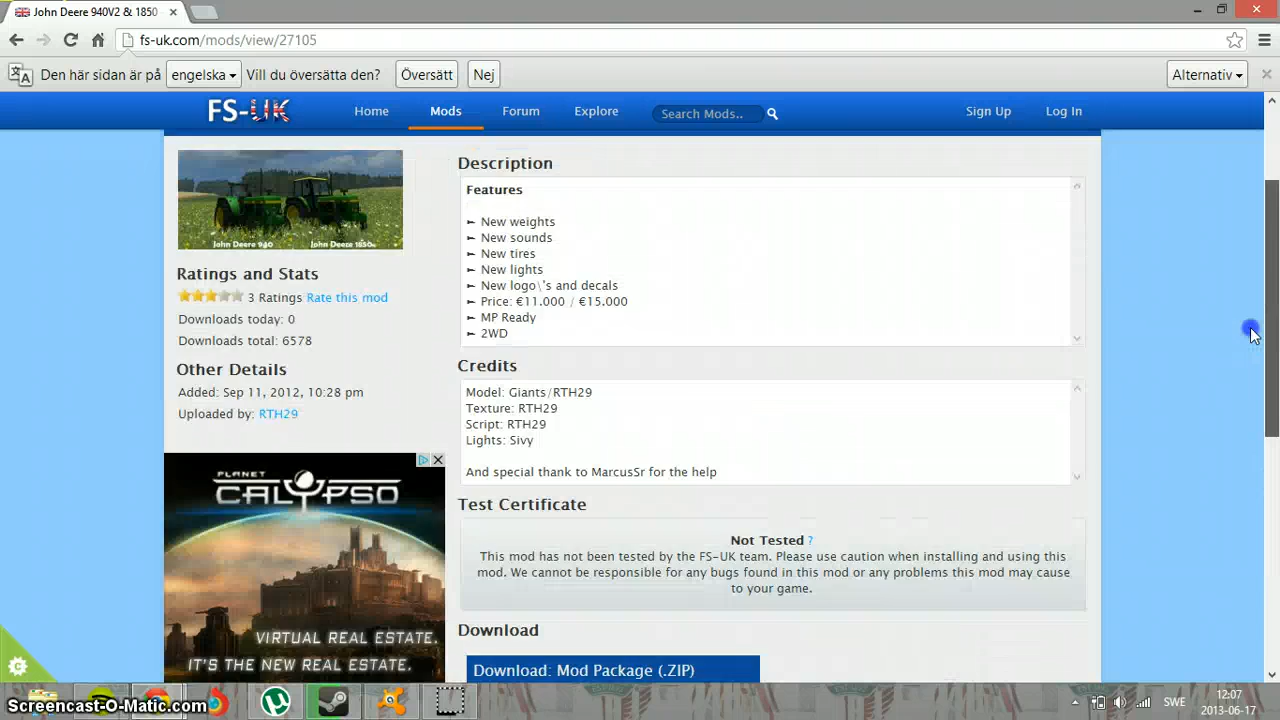 John Deere 940V2 & 1850
fs-uk.com/mods/view/27105
Den här sidan är på engelska Vill du översätta den? Översätt Nej Alternativ
FS-UK Home Mods Forum Explore Search Mods.. Sign Up Log In
John Deere 940 John Deere 1850
Ratings and Stats
3 Ratings Rate this mod
Downloads today: 0
Downloads total: 6578
Other Details
Added: Sep 11, 2012, 10:28 pm
Uploaded by: RTH29
PLANET
CALYPSO
VIRTUAL REAL ESTATE.
IT'S THE NEW REAL ESTATE.
Description
Features
► New weights
► New sounds
► New tires
► New lights
► New logo\'s and decals
► Price: €11.000 / €15.000
► MP Ready
► 2WD
Credits
Model: Giants/RTH29
Texture: RTH29
Script: RTH29
Lights: Sivy
And special thank to MarcusSr for the help
Test Certificate
Not Tested ?
This mod has not been tested by the FS-UK team. Please use caution when installing and using this
mod. We cannot be responsible for any bugs found in this mod or any problems this mod may cause
to your game.
Download
Download: Mod Package (.ZIP)
Screencast-O-Matic.com
SWE
12:07
2013-06-17